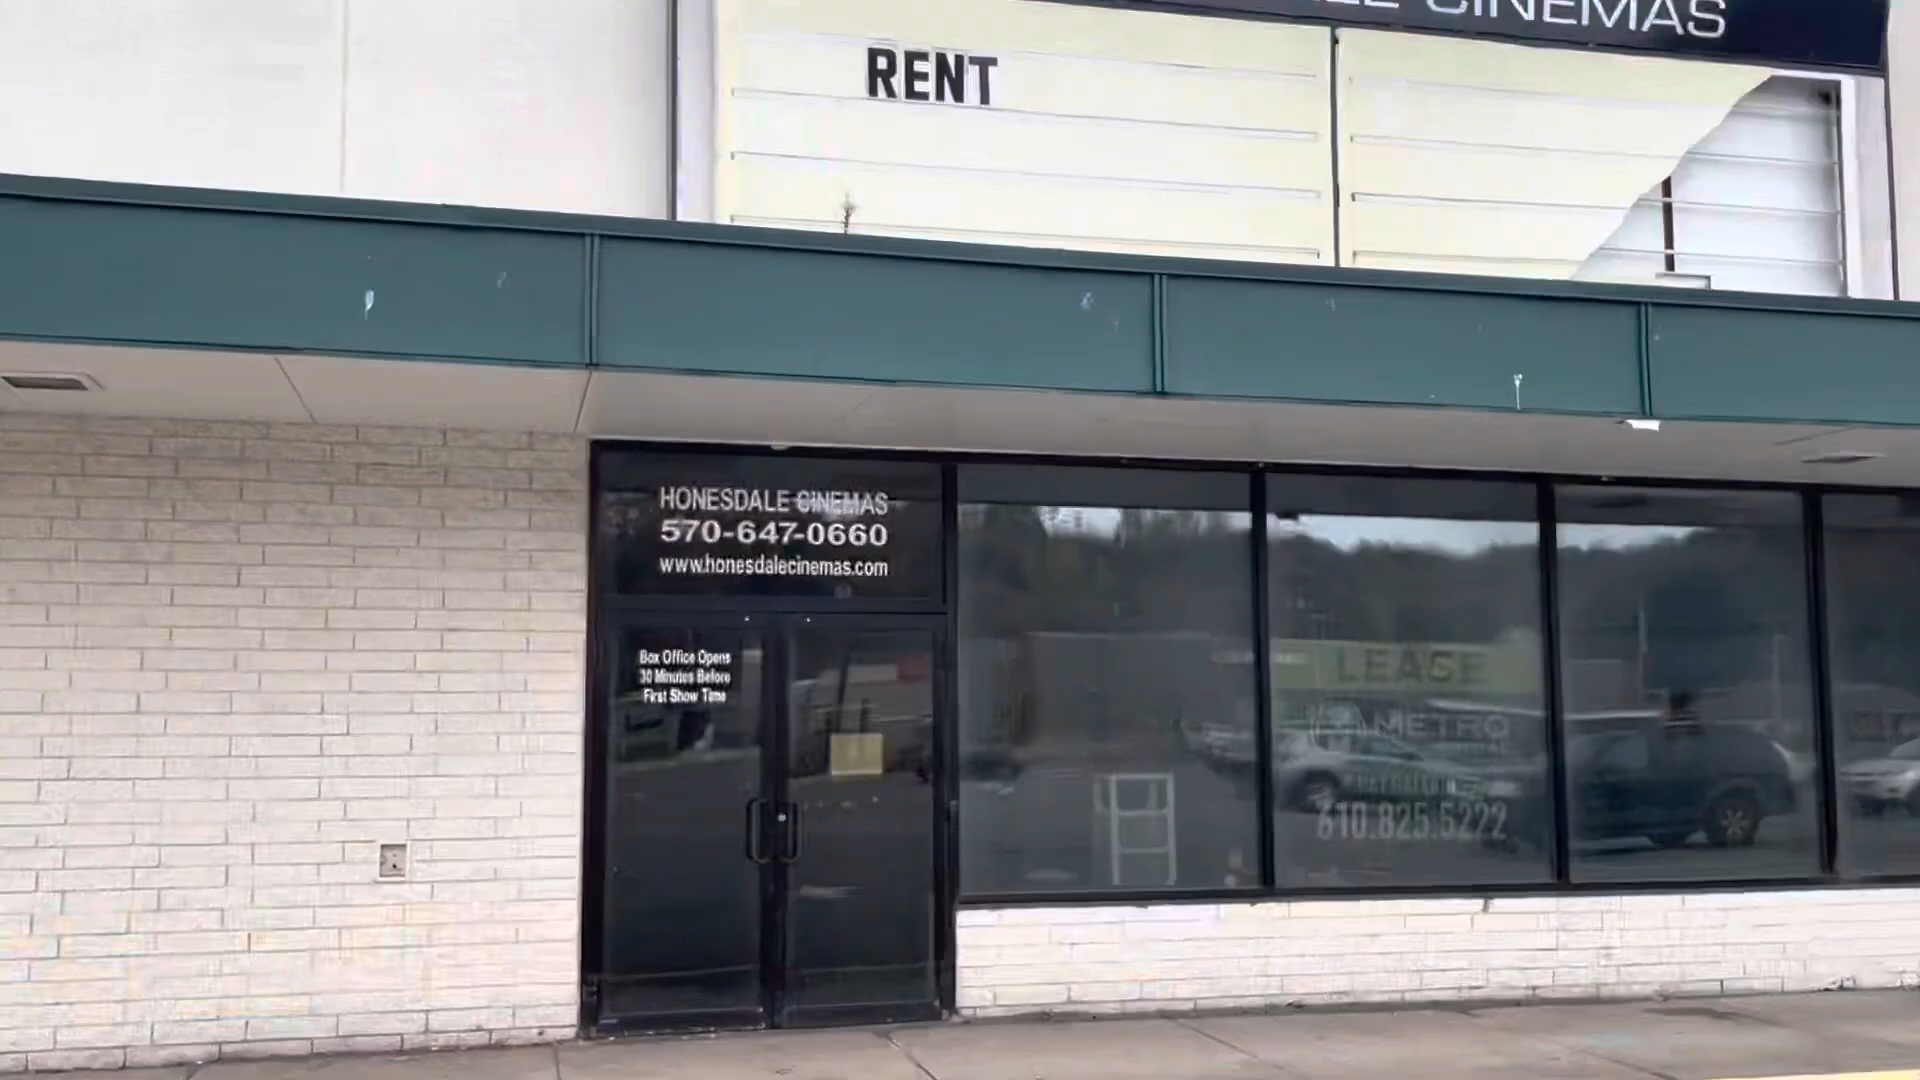 CINEMAS
RENT
HONESDALE CINEMAS
570-647-0660
www.honesdalecinemas.com
Box Office Opens
30 Minutes Before
First Show Time
LEASE
METRO
610.825.5222